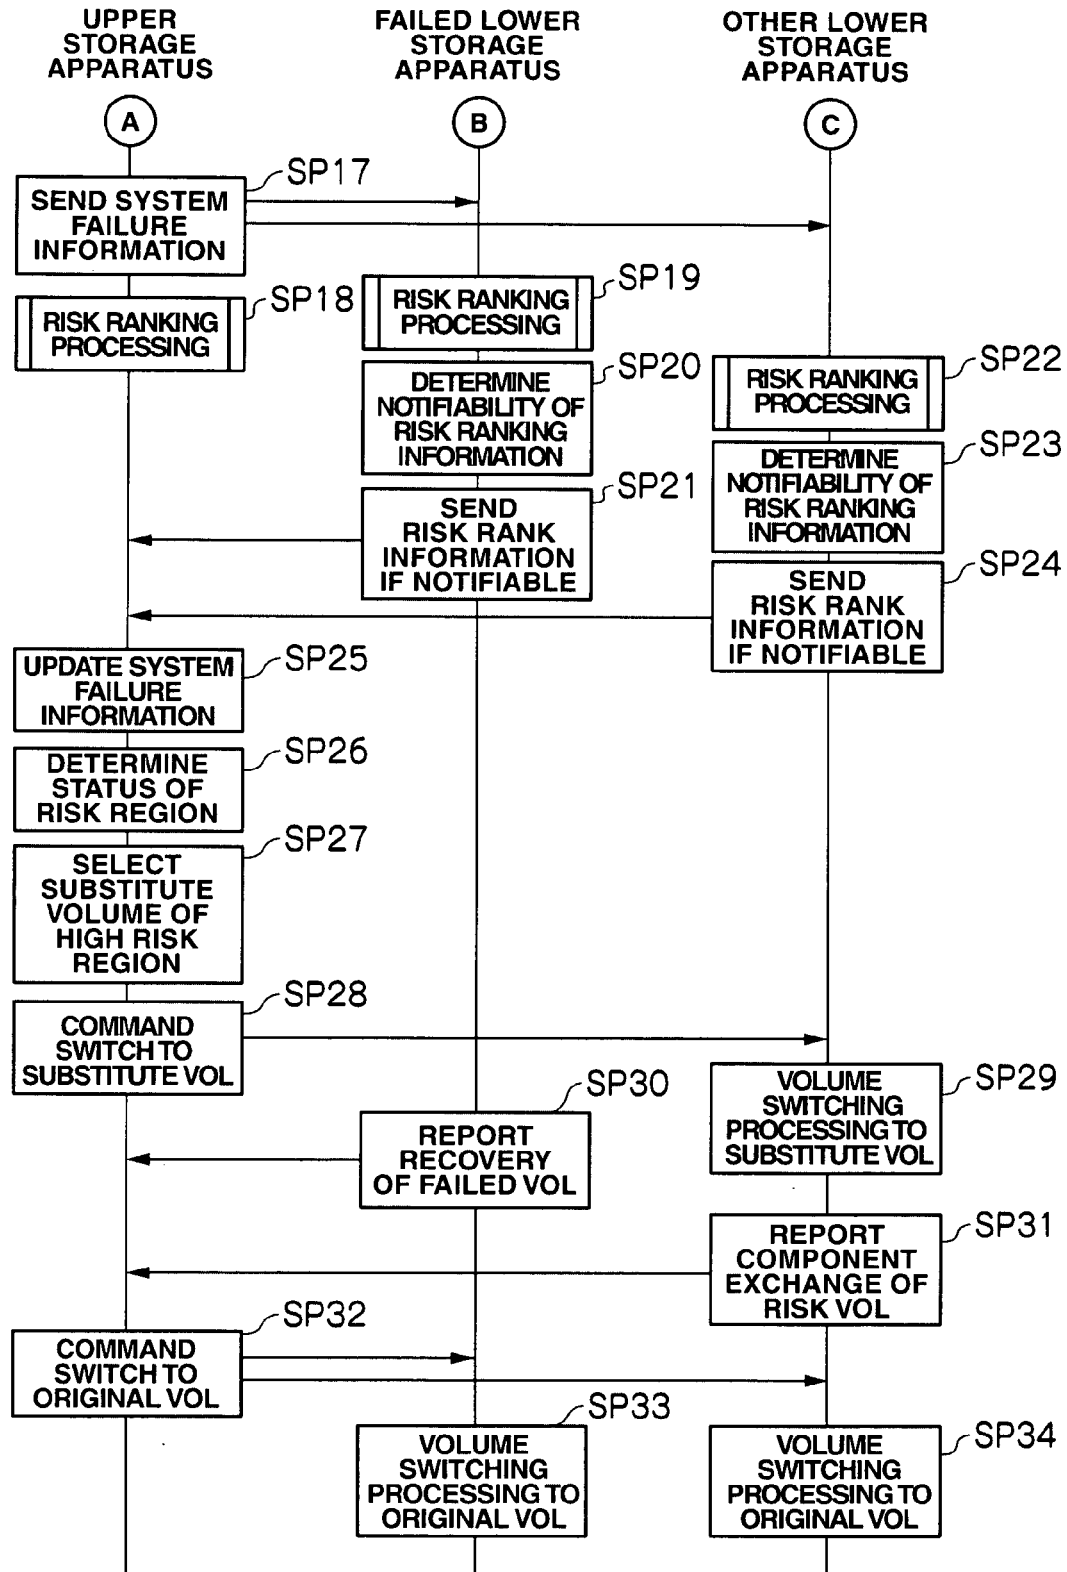 UPPER
STORAGE
APPARATUS
FAILED LOWER
STORAGE
APPARATUS
OTHER LOWER
STORAGE
APPARATUS
A
B
C
SP17
SEND SYSTEM
FAILURE
INFORMATION
SP18
RISK RANKING
PROCESSING
SP19
RISK RANKING
PROCESSING
SP20
DETERMINE
NOTIFIABILITY OF
RISK RANKING
INFORMATION
SP22
RISK RANKING
PROCESSING
SP23
DETERMINE
NOTIFIABILITY OF
RISK RANKING
INFORMATION
SP21
SEND
RISK RANK
INFORMATION
IF NOTIFIABLE
SP24
SEND
RISK RANK
INFORMATION
IF NOTIFIABLE
SP25
UPDATE SYSTEM
FAILURE
INFORMATION
SP26
DETERMINE
STATUS OF
RISK REGION
SP27
SELECT
SUBSTITUTE
VOLUME OF
HIGH RISK
REGION
SP28
COMMAND
SWITCH TO
SUBSTITUTE VOL
SP29
VOLUME
SWITCHING
PROCESSING TO
SUBSTITUTE VOL
SP30
REPORT
RECOVERY
OF FAILED VOL
SP31
REPORT
COMPONENT
EXCHANGE OF
RISK VOL
SP32
COMMAND
SWITCH TO
ORIGINAL VOL
SP33
VOLUME
SWITCHING
PROCESSING TO
ORIGINAL VOL
SP34
VOLUME
SWITCHING
PROCESSING TO
ORIGINAL VOL